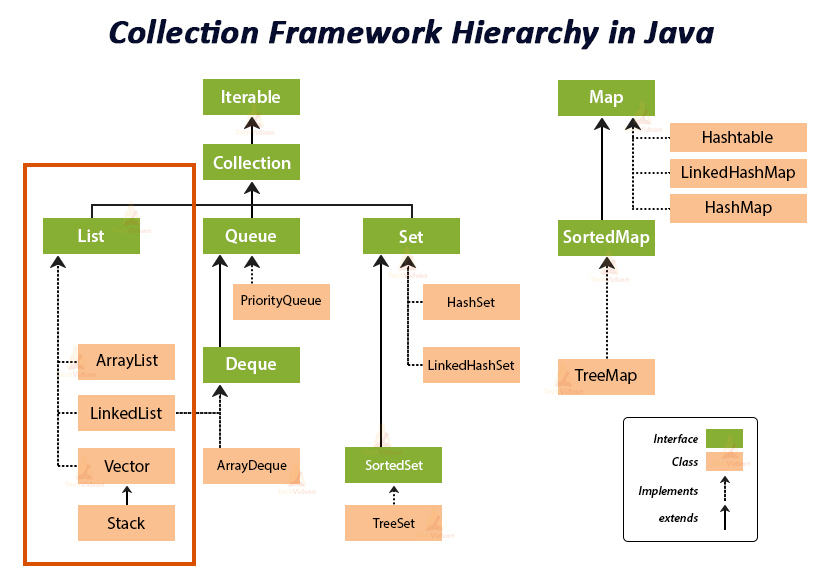 Collection Framework Hierarchy in Java
Iterable
Map
Collection
Hashtable
LinkedHashMap
HashMap
List
Queue
Set
SortedMap
PriorityQueue
HashSet
ArrayList
Deque
LinkedHashSet
TreeMap
LinkedList
Vector
ArrayDeque
SortedSet
Stack
TreeSet
Interface
Class
Implements
extends